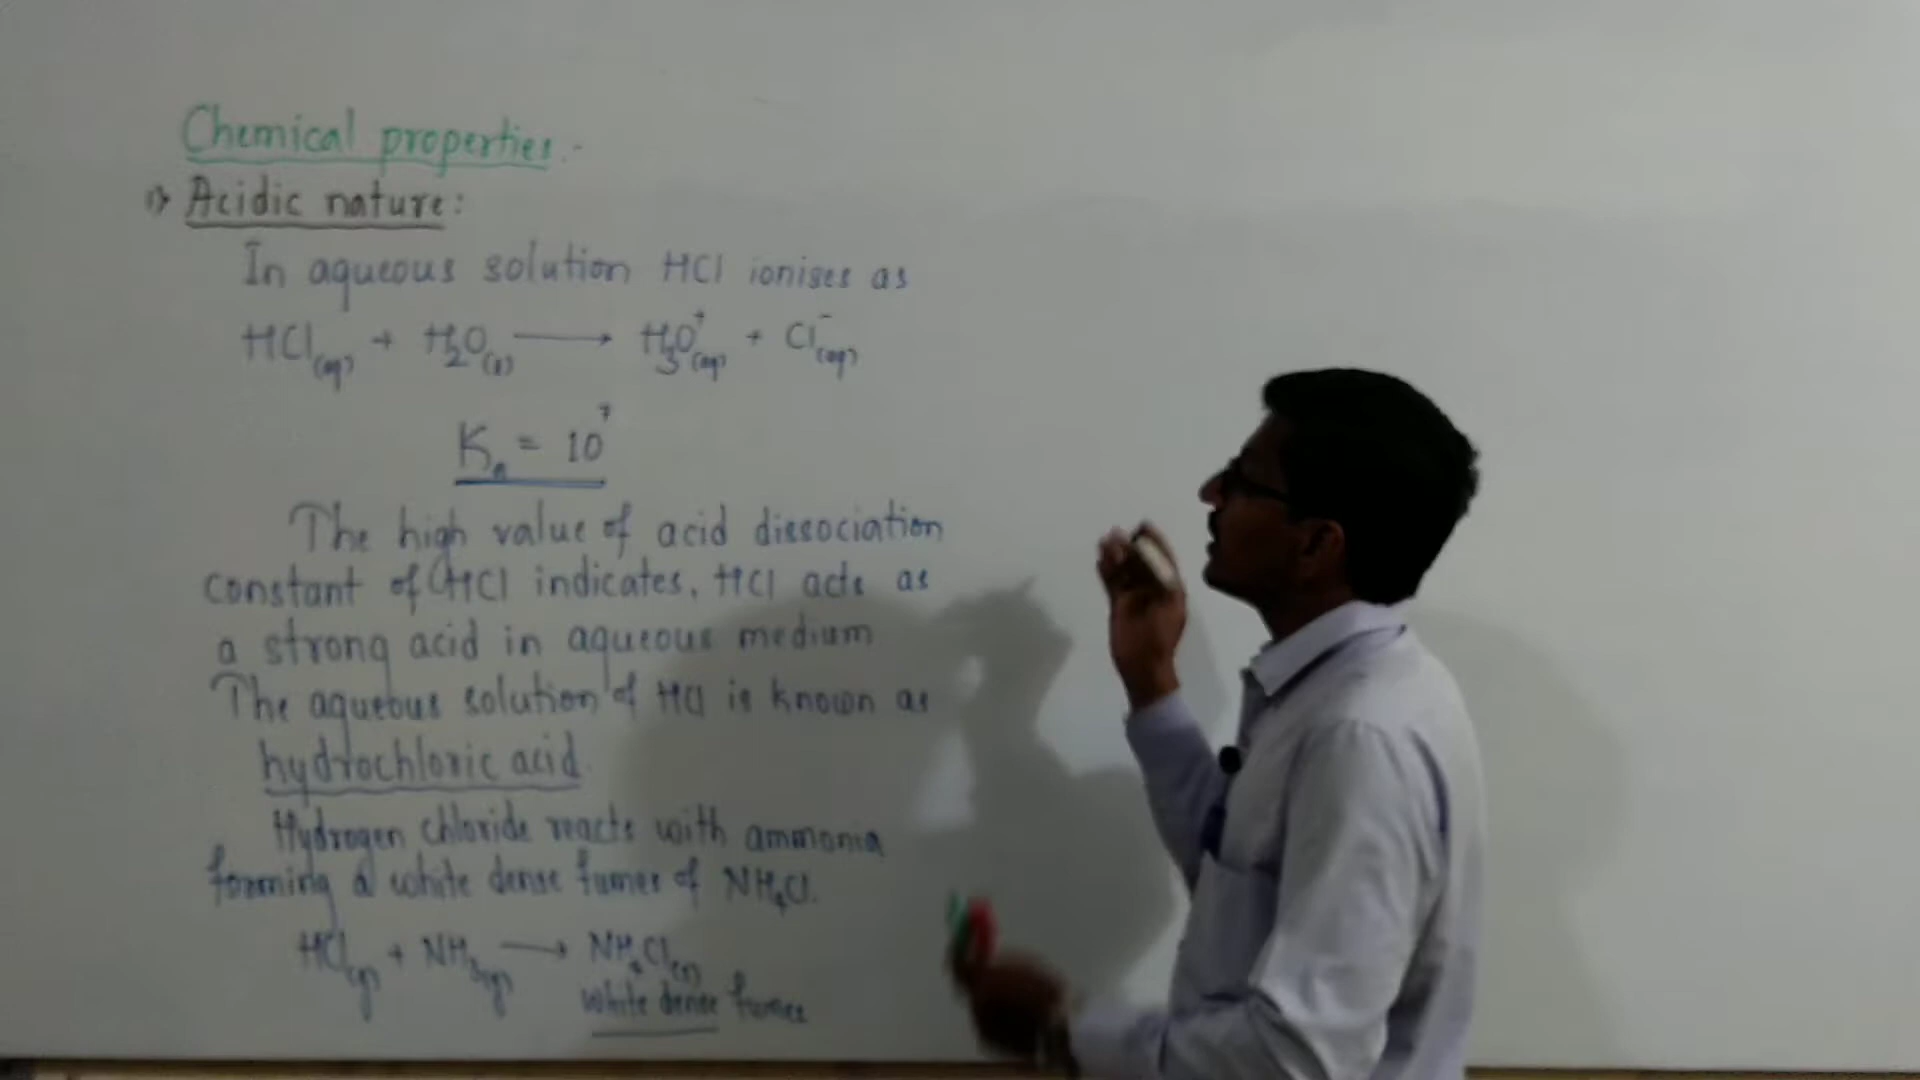 Chemical properties:-
1) Acidic nature:
In aqueous solution HCl ionises as
HCl(aq) + H₂O(l) ⟶ H₃O⁺(aq) + Cl⁻(aq)
Kₐ = 10⁷
The high value of acid dissociation
constant of HCl indicates, HCl acts as
a strong acid in aqueous medium
The aqueous solution of HCl is known as
hydrochloric acid.
Hydrogen chloride reacts with ammonia
forming a white dense fumes of NH₄Cl.
HCl(g) + NH₃(g) ⟶ NH₄Cl(s)
white dense fumes